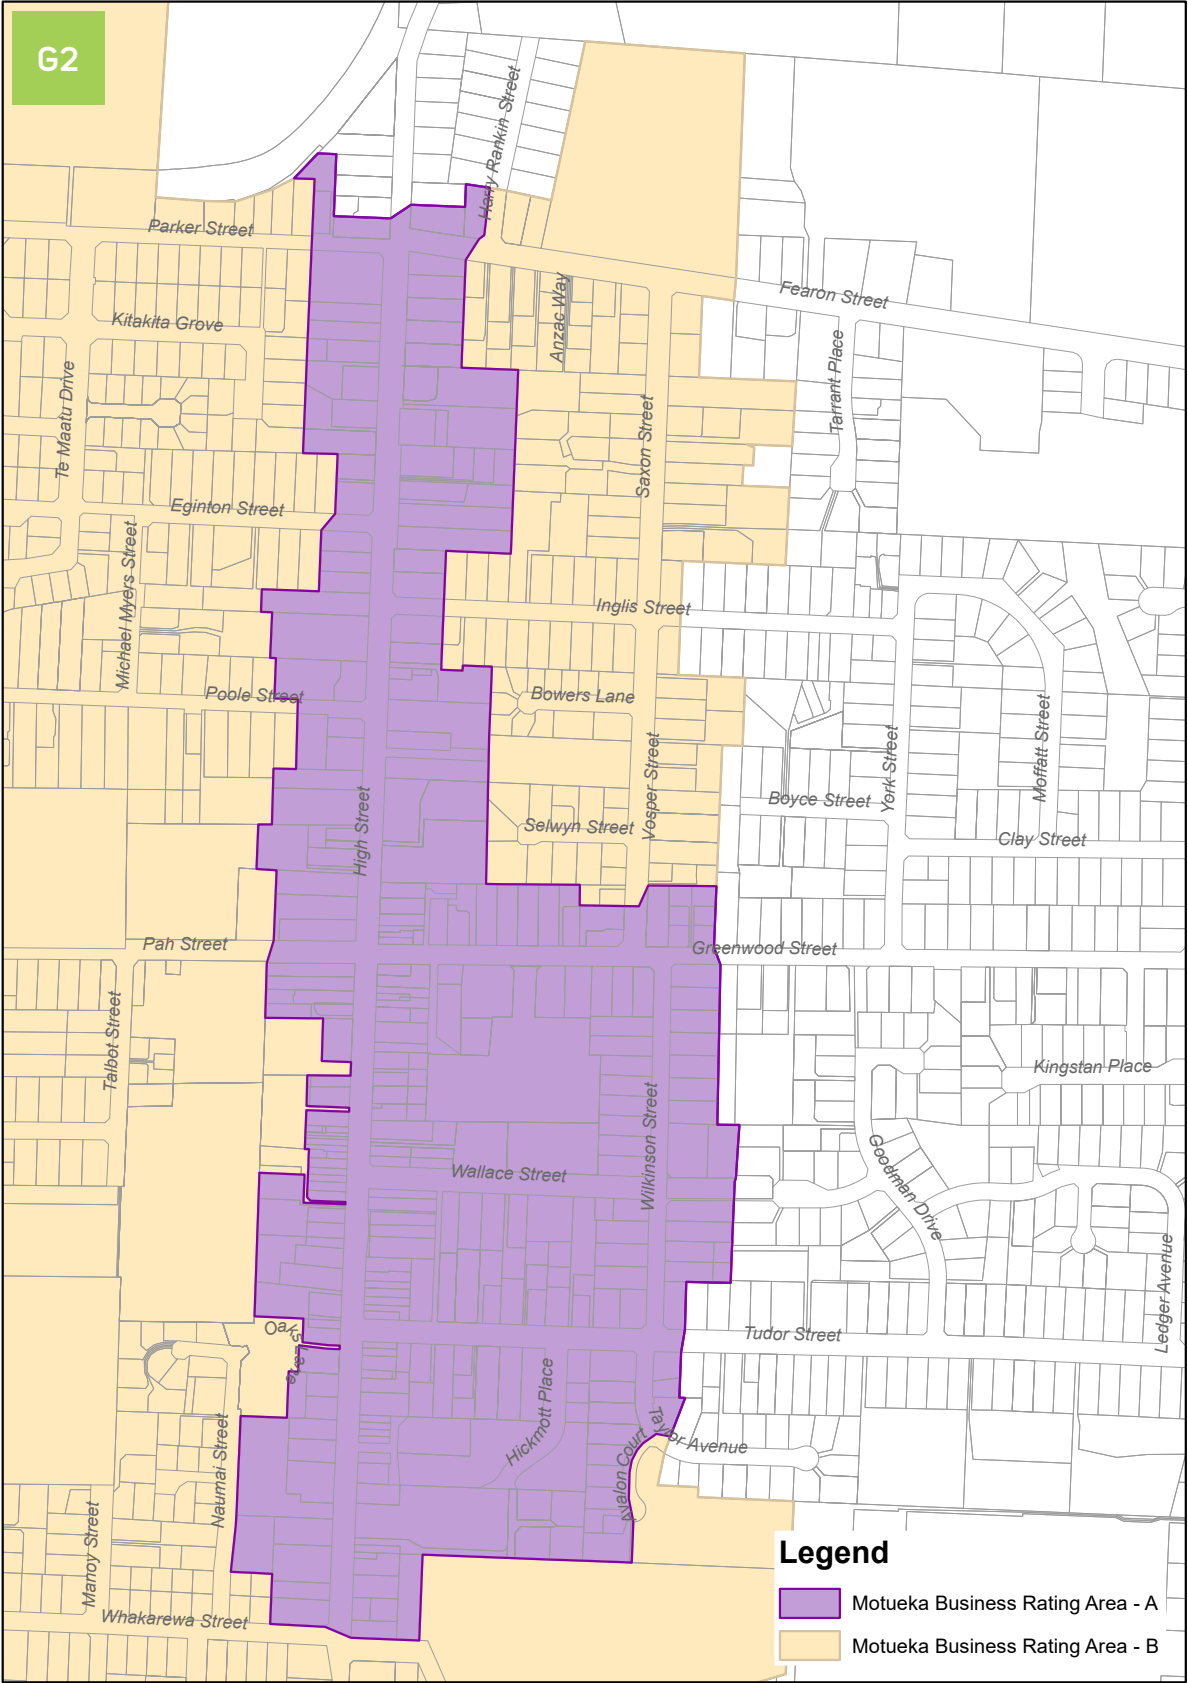 G2
Harry Rankin Street
Parker Street
Fearon Street
Anzac Way
Kitakita Grove
Tarrant Place
Te Maatu Drive
Saxon Street
Eginton Street
Michael Myers Street
Inglis Street
Poole Street
Bowers Lane
Moffatt Street
York Street
Vosper Street
High Street
Boyce Street
Selwyn Street
Clay Street
Pah Street
Greenwood Street
Talbot Street
Kingstan Place
Wilkinson Street
Goodman Drive
Wallace Street
Ledger Avenue
Oaks Lane
Tudor Street
Hickmott Place
Taylor Avenue
Naumai Street
Avalon Court
Manoy Street
Whakarewa Street
Legend
Motueka Business Rating Area - A
Motueka Business Rating Area - B